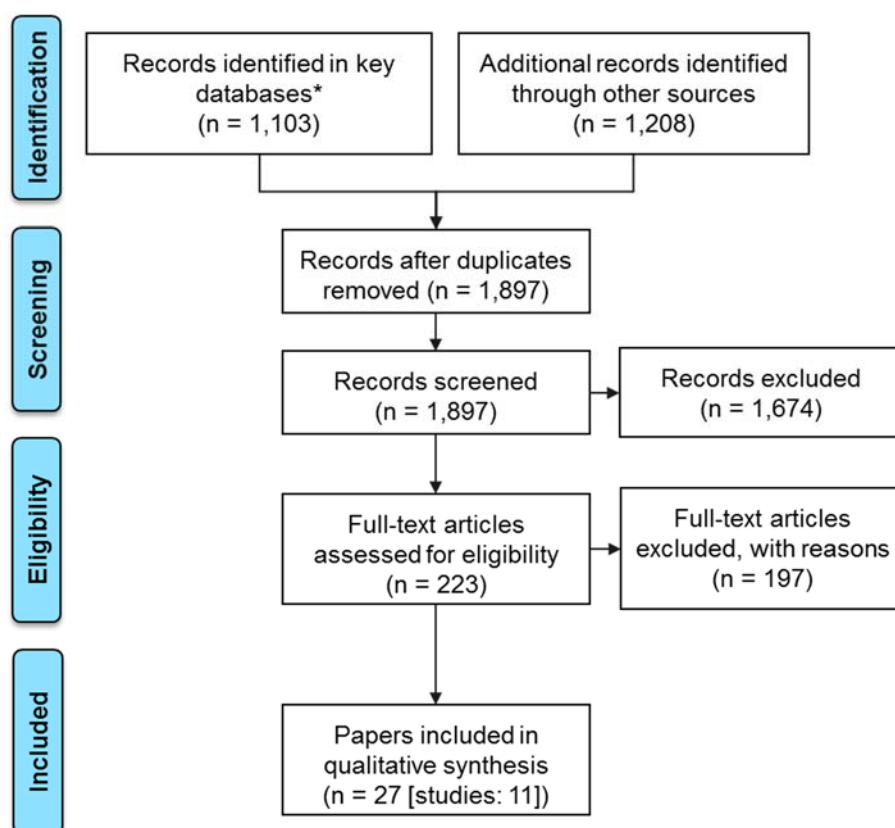 Identification
Records identified in key
databases*
(n = 1,103)
Additional records identified
through other sources
(n = 1,208)
Screening
Records after duplicates
removed (n = 1,897)
Records screened
(n = 1,897)
Records excluded
(n = 1,674)
Eligibility
Full-text articles
assessed for eligibility
(n = 223)
Full-text articles
excluded, with reasons
(n = 197)
Included
Papers included in
qualitative synthesis
(n = 27 [studies: 11])